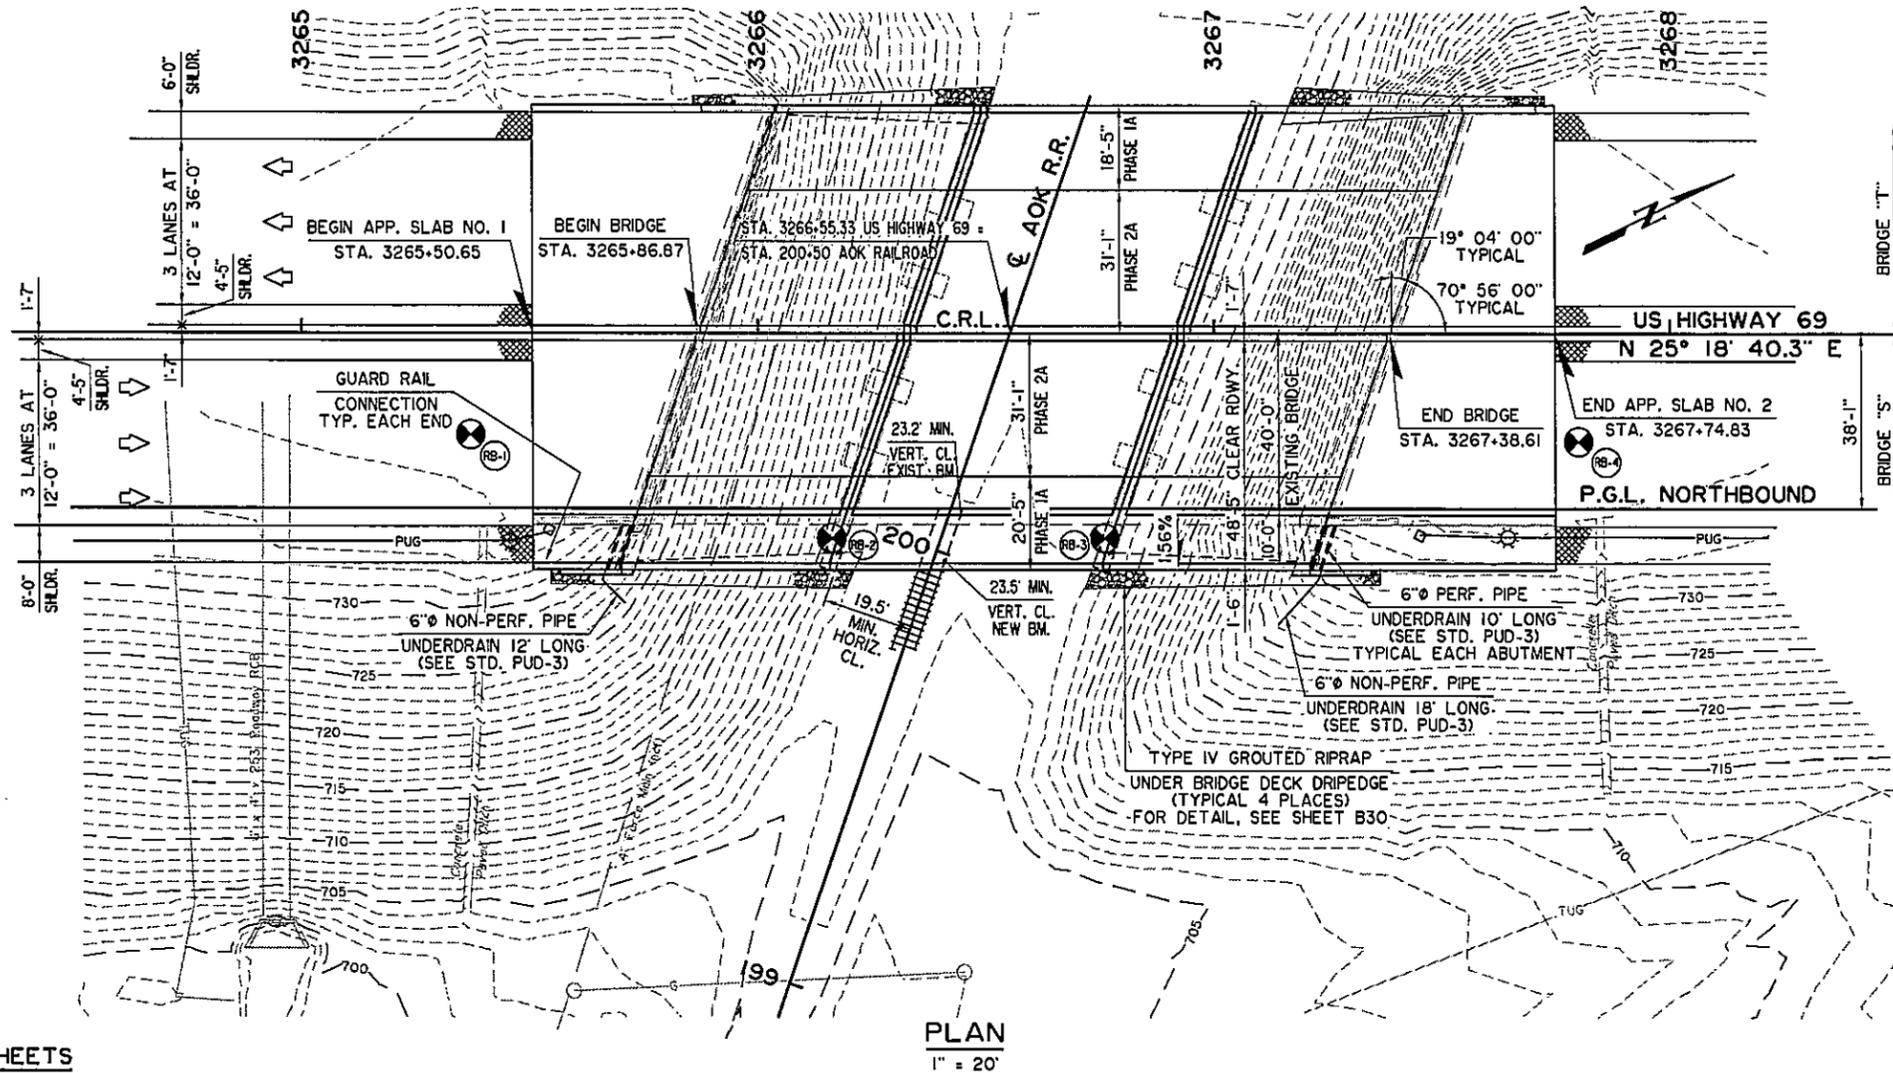 3265
3266
3267
3268
6'-0"
SHLDR.
3 LANES AT
12'-0" = 36'-0"
4'-5"
SHLDR.
1'-7"
BEGIN APP. SLAB NO. 1
STA. 3265+50.65
BEGIN BRIDGE
STA. 3265+86.87
STA. 3266+55.33 US HIGHWAY 69 =
STA. 200+50 AOK RAILROAD
℄ AOK R.R.
18'-5"
PHASE 1A
31'-1"
PHASE 2A
N
19° 04' 00"
TYPICAL
70° 56' 00"
TYPICAL
BRIDGE "T"
C.R.L.
1'-7"
US HIGHWAY 69
N 25° 18' 40.3" E
1'-7"
4'-5"
SHLDR.
3 LANES AT
12'-0" = 36'-0"
GUARD RAIL
CONNECTION
TYP. EACH END
RB-1
23.2' MIN.
VERT. CL.
EXIST. BM.
31'-1"
PHASE 2A
48'-5" CLEAR RDWY.
40'-0"
EXISTING BRIDGE
END BRIDGE
STA. 3267+38.61
END APP. SLAB NO. 2
STA. 3267+74.83
RB-4
38'-1"
BRIDGE "S"
P.G.L. NORTHBOUND
PUG
RB-2
200
20'-5"
PHASE 1A
RB-3
1.56%
10'-0"
1'-6"
PUG
8'-0"
SHLDR.
730
6"ø NON-PERF. PIPE
UNDERDRAIN 12' LONG
(SEE STD. PUD-3)
19.5'
MIN.
HORIZ.
CL.
23.5' MIN.
VERT. CL.
NEW BM.
6"ø PERF. PIPE
UNDERDRAIN 10' LONG
(SEE STD. PUD-3)
TYPICAL EACH ABUTMENT
730
725
725
6"ø NON-PERF. PIPE
UNDERDRAIN 18' LONG
(SEE STD. PUD-3)
Concrete
Paved Ditch
720
720
TYPE IV GROUTED RIPRAP
UNDER BRIDGE DECK DRIPEDGE
(TYPICAL 4 PLACES)
FOR DETAIL, SEE SHEET B30
715
715
710
710
Concrete
Paved Ditch
705
705
TUG
700
199
G
PLAN
1" = 20'
HEETS